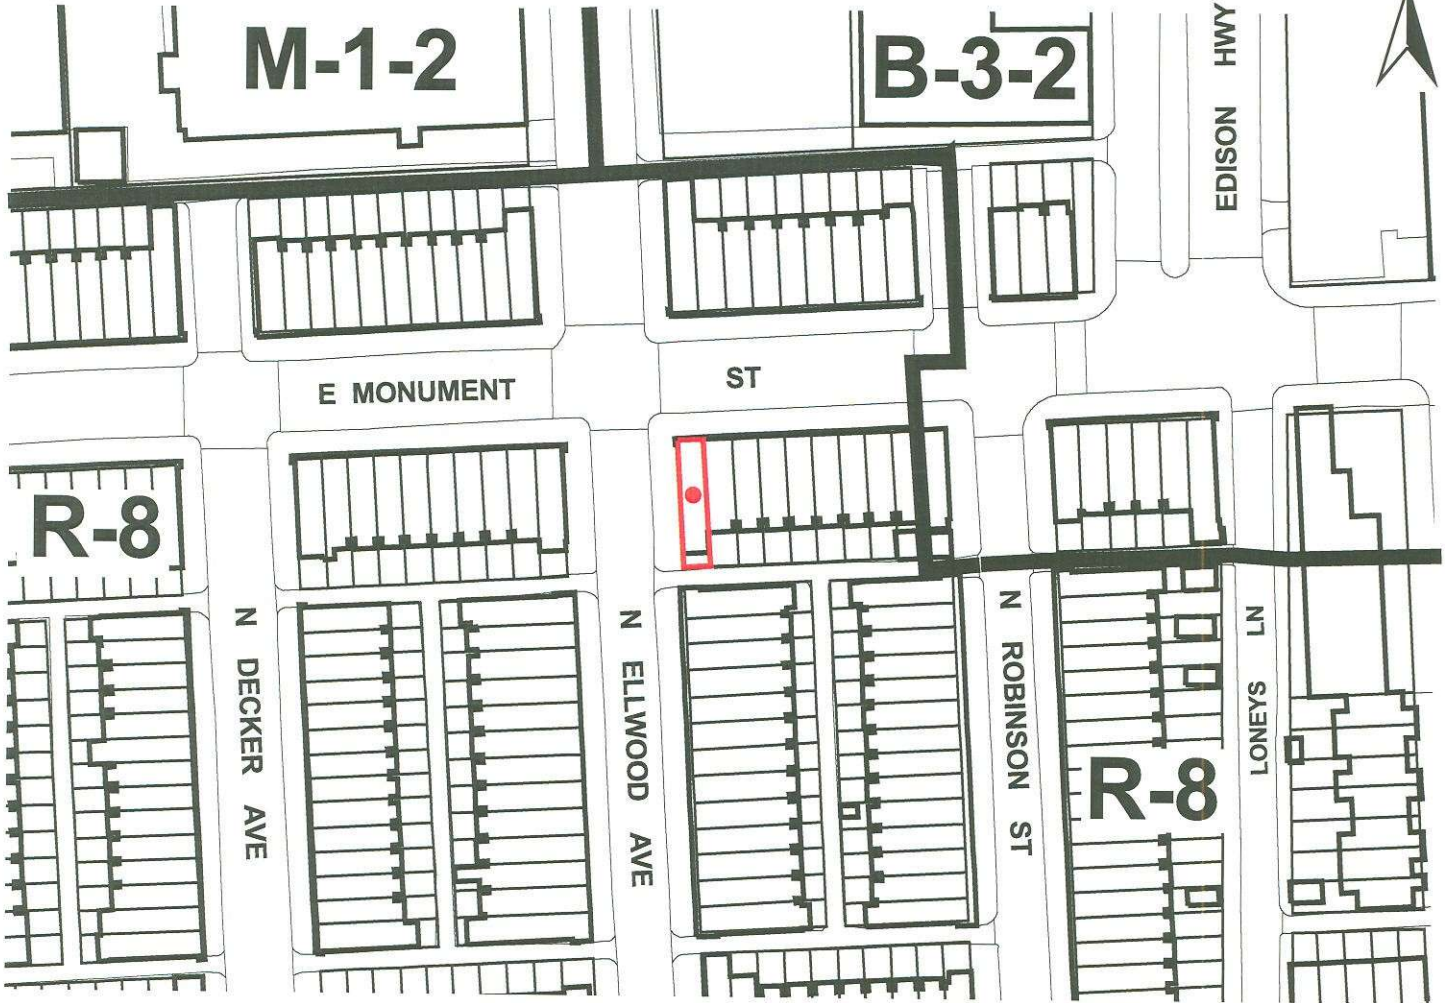 M-1-2
B-3-2
EDISON HWY
E MONUMENT ST
R-8
N DECKER AVE
N ELLWOOD AVE
N ROBINSON ST
LONEYS LN
R-8